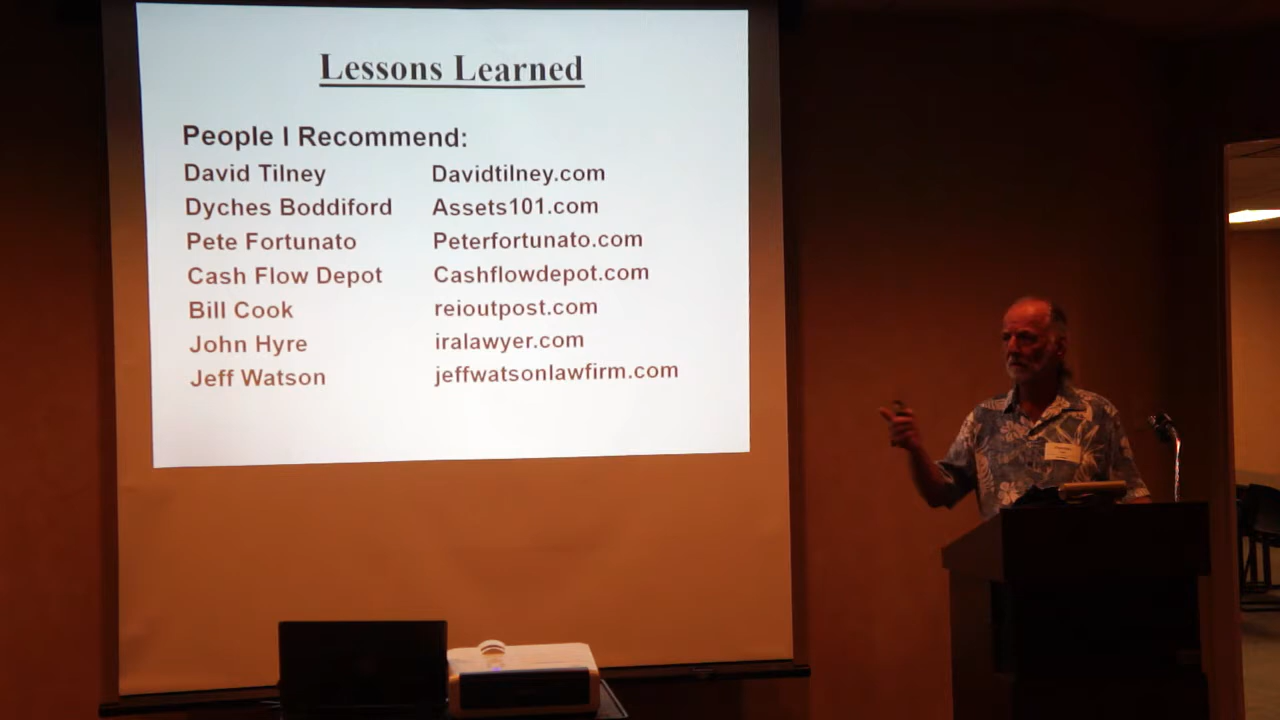 Lessons Learned
People I Recommend:
David Tilney Davidtilney.com
Dyches Boddiford Assets101.com
Pete Fortunato Peterfortunato.com
Cash Flow Depot Cashflowdepot.com
Bill Cook reioutpost.com
John Hyre iralawyer.com
Jeff Watson jeffwatsonlawfirm.com